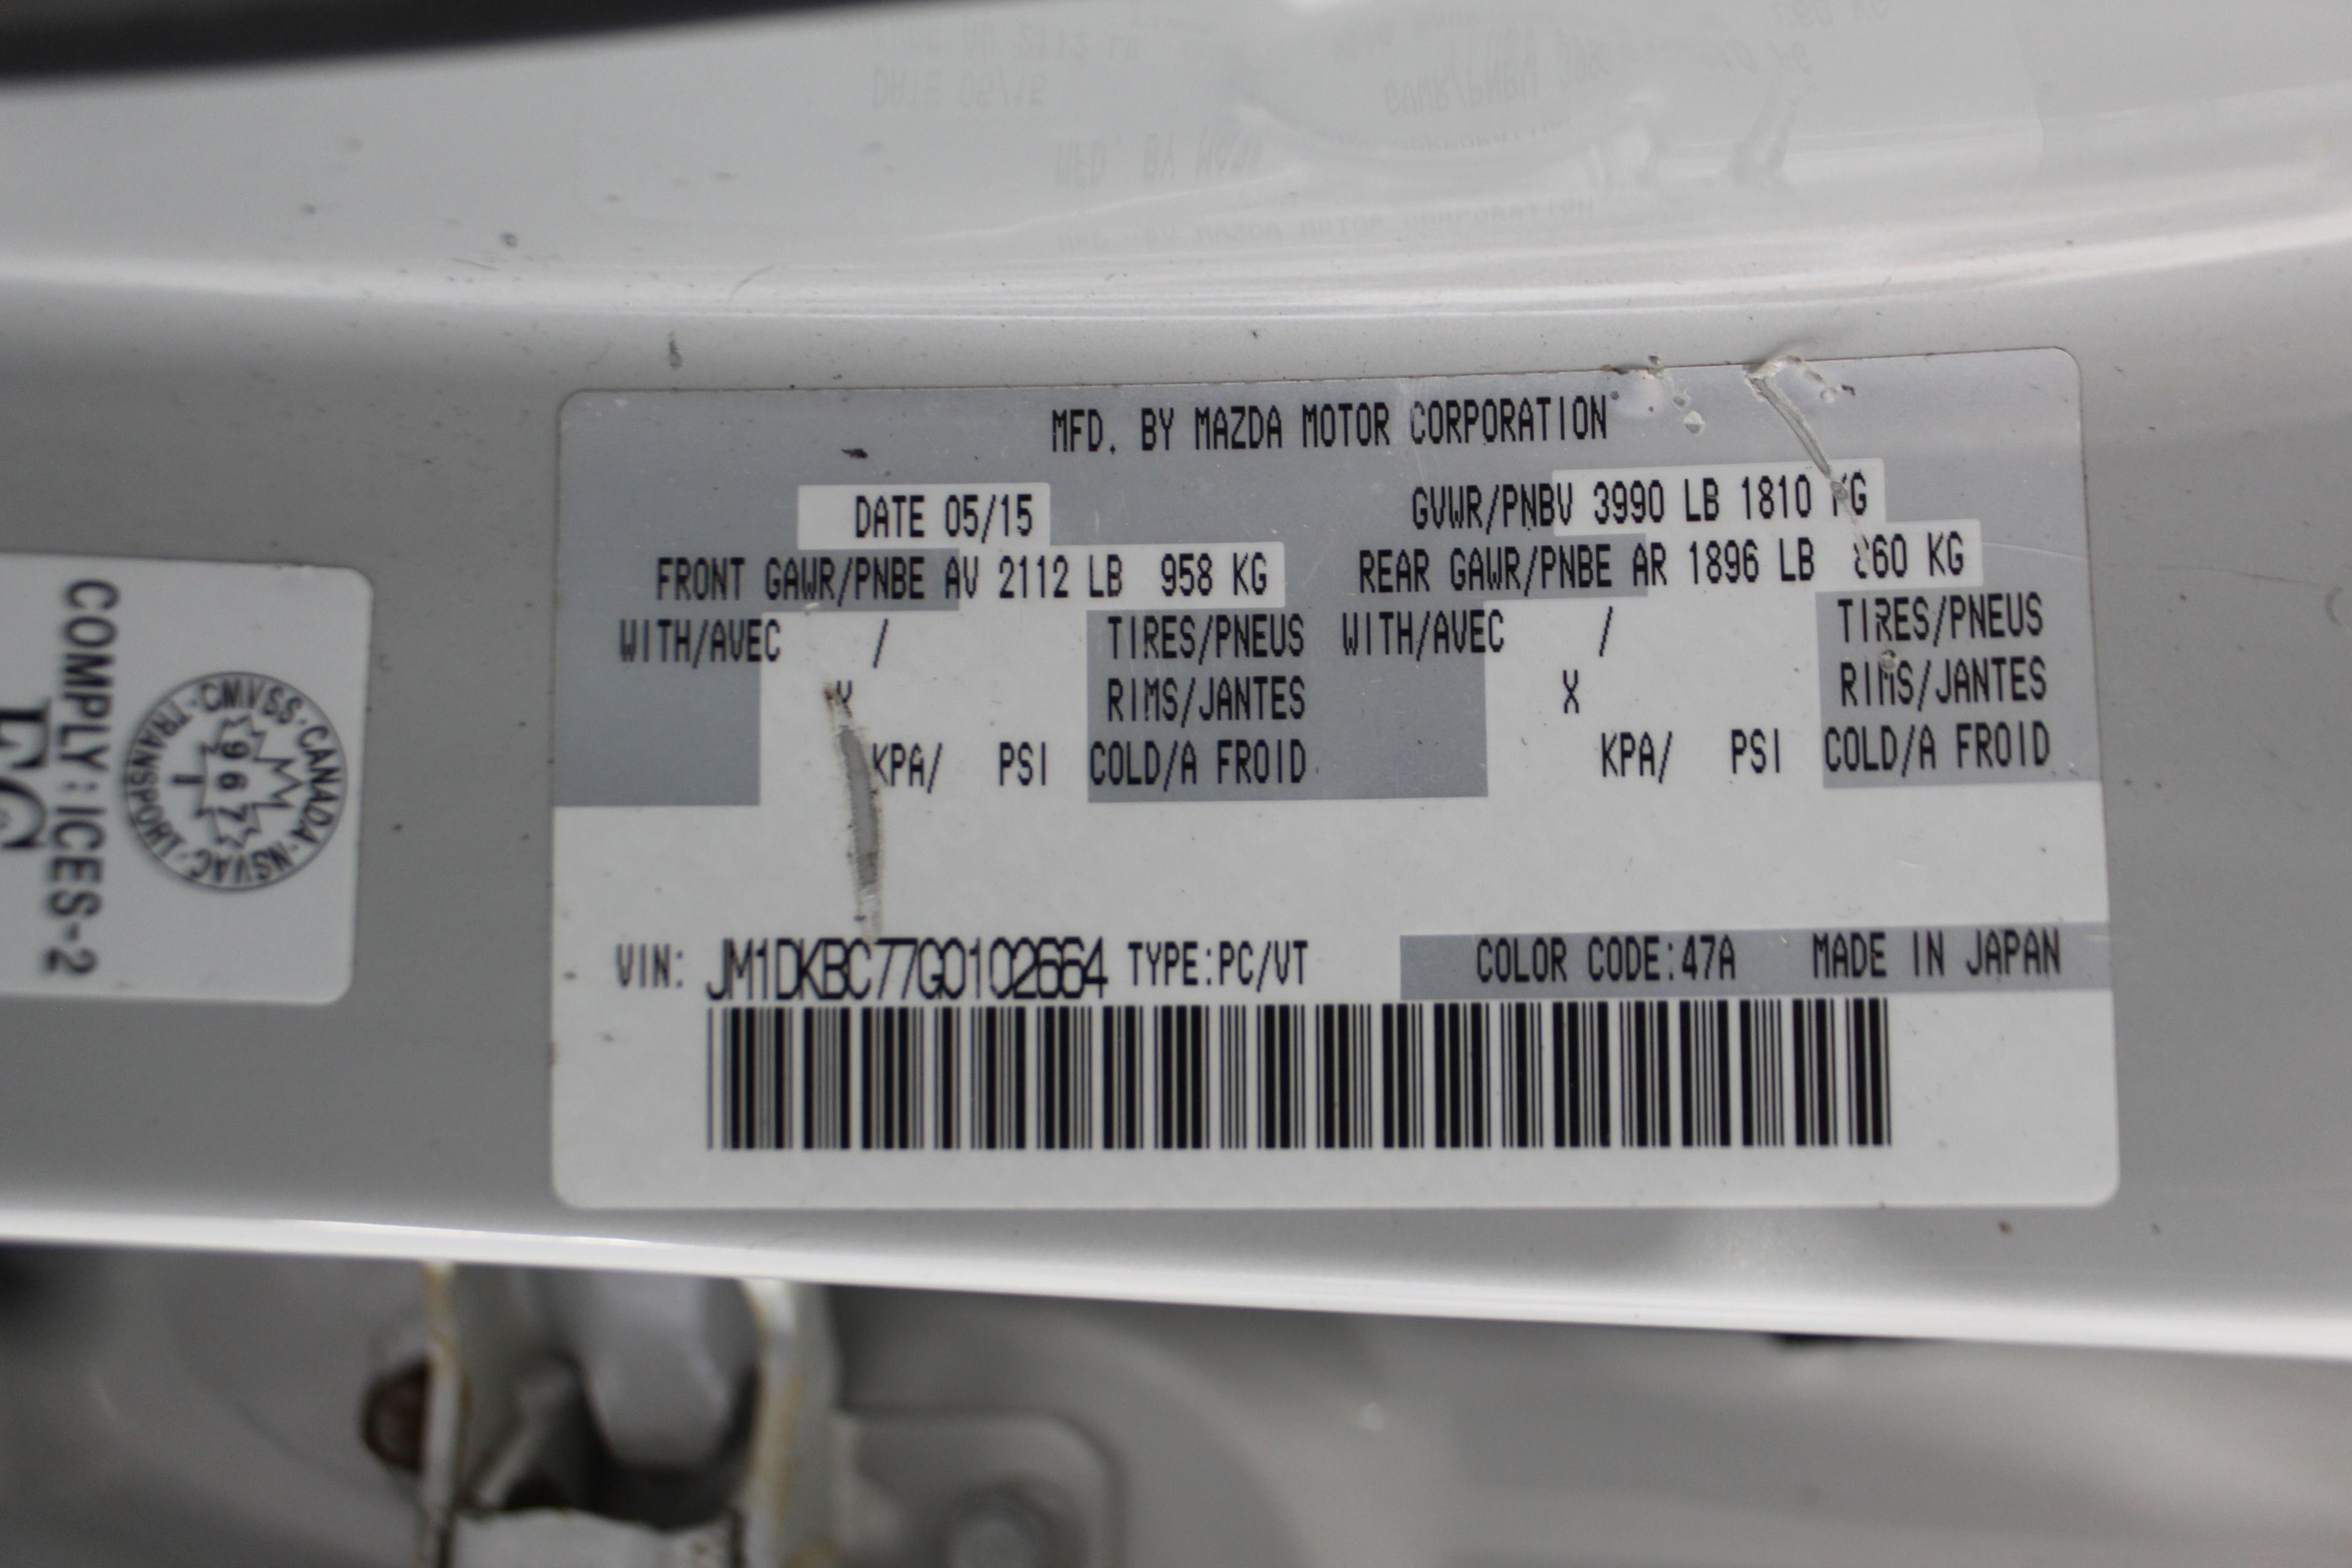 MFD. BY MAZDA MOTOR CORPORATION
DATE 05/15 GVWR/PNBV 3990 LB 1810 KG
FRONT GAWR/PNBE AV 2112 LB 958 KG REAR GAWR/PNBE AR 1896 LB 860 KG
WITH/AVEC / TIRES/PNEUS WITH/AVEC / TIRES/PNEUS
X RIMS/JANTES X RIMS/JANTES
KPA/ PSI COLD/A FROID KPA/ PSI COLD/A FROID
VIN: JM1DKBC77G0102664 TYPE:PC/VT COLOR CODE:47A MADE IN JAPAN
COMPLY:ICES-2
CMVSS·CANADA·NSVAC·TRANSPORT·
1967